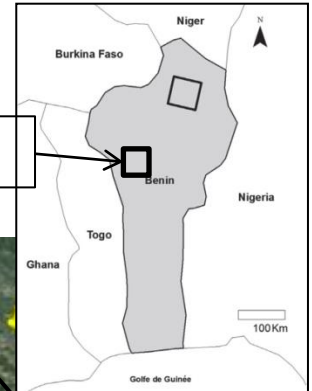 Niger
N
Burkina Faso
Benin
Nigeria
Togo
Ghana
100Km
Golfe de Guinée